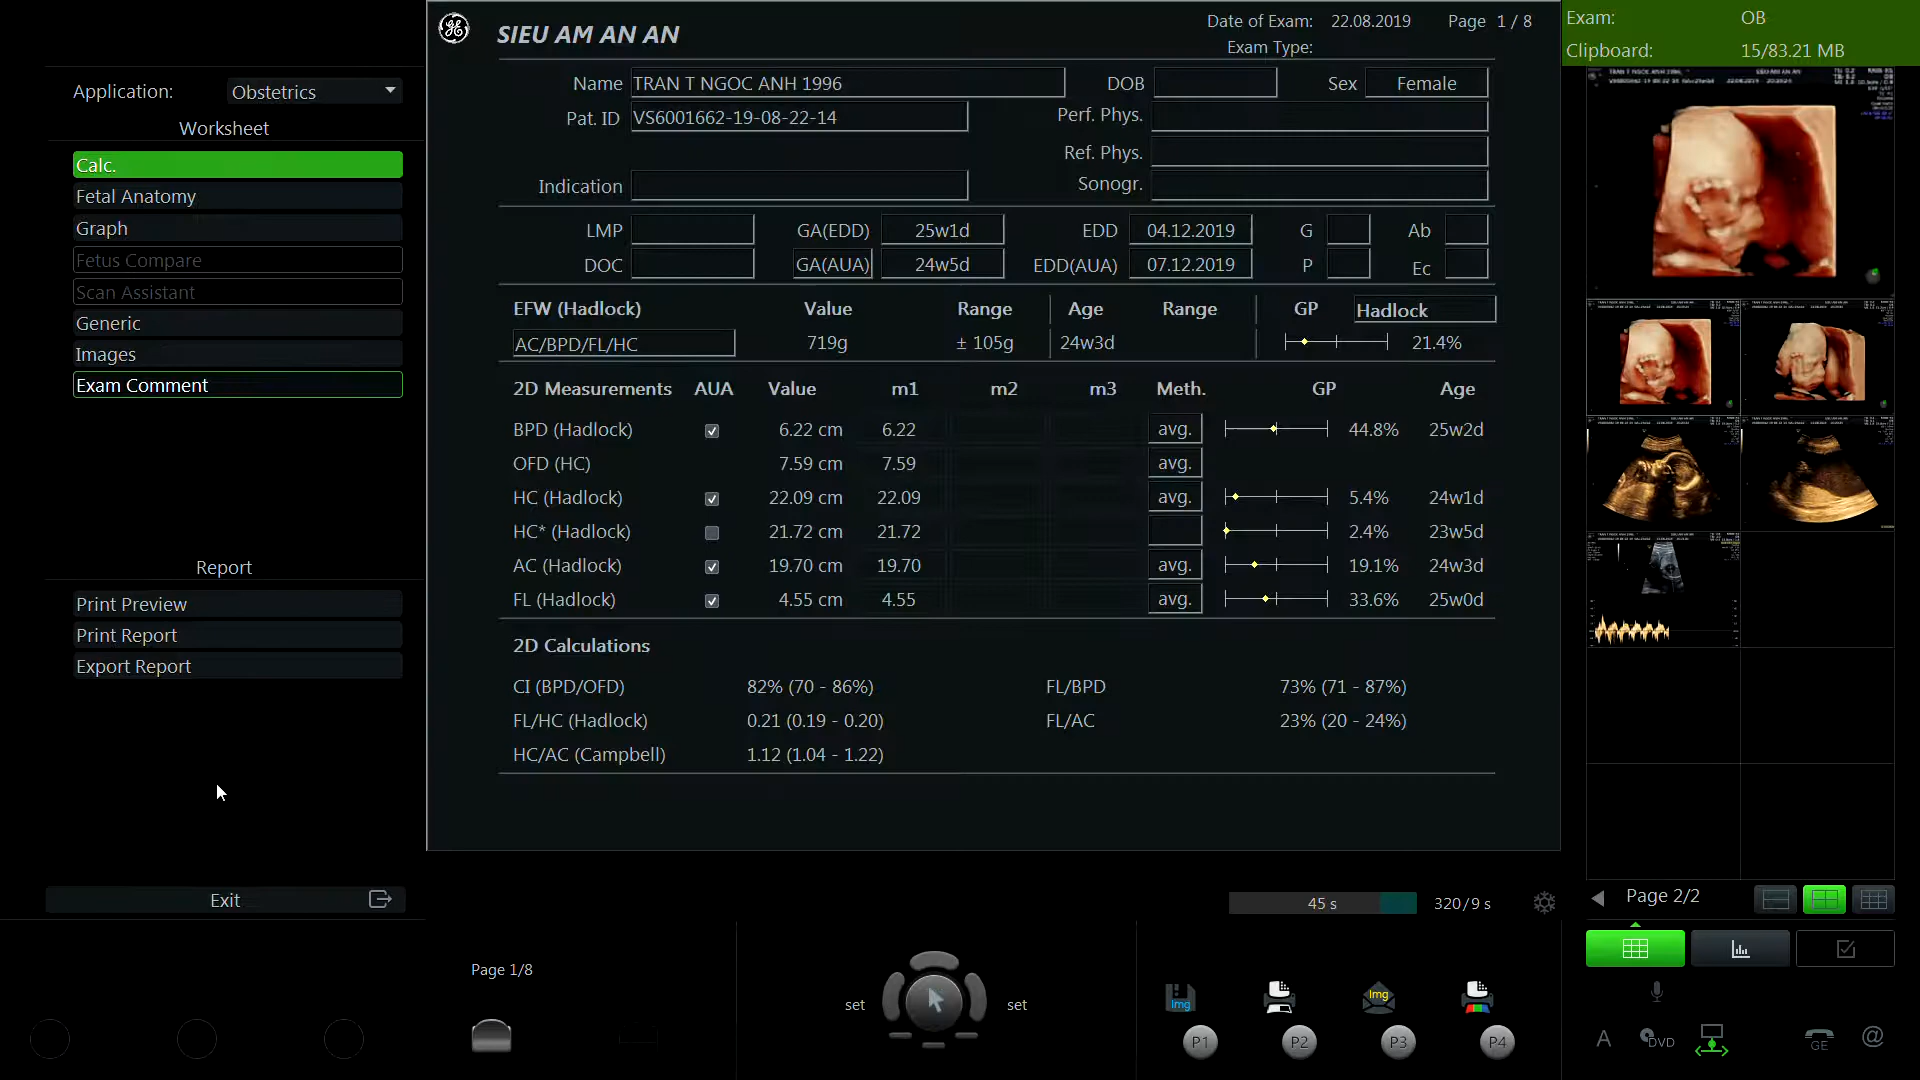 SIEU AM AN AN
Date of Exam: 22.08.2019 Page 1 / 8
Exam Type:
Exam: OB
Clipboard: 15/83.21 MB
Application: Obstetrics
Worksheet
Calc.
Fetal Anatomy
Graph
Fetus Compare
Scan Assistant
Generic
Images
Exam Comment
Report
Print Preview
Print Report
Export Report
Exit
Name TRAN T NGOC ANH 1996 DOB Sex Female
Pat. ID VS6001662-19-08-22-14 Perf. Phys.
Ref. Phys.
Indication Sonogr.
LMP GA(EDD) 25w1d EDD 04.12.2019 G Ab
DOC GA(AUA) 24w5d EDD(AUA) 07.12.2019 P Ec
EFW (Hadlock) Value Range Age Range GP Hadlock
AC/BPD/FL/HC 719g ± 105g 24w3d 21.4%
2D Measurements AUA Value m1 m2 m3 Meth. GP Age
BPD (Hadlock) 6.22 cm 6.22 avg. 44.8% 25w2d
OFD (HC) 7.59 cm 7.59 avg.
HC (Hadlock) 22.09 cm 22.09 avg. 5.4% 24w1d
HC* (Hadlock) 21.72 cm 21.72 2.4% 23w5d
AC (Hadlock) 19.70 cm 19.70 avg. 19.1% 24w3d
FL (Hadlock) 4.55 cm 4.55 avg. 33.6% 25w0d
2D Calculations
CI (BPD/OFD) 82% (70 - 86%) FL/BPD 73% (71 - 87%)
FL/HC (Hadlock) 0.21 (0.19 - 0.20) FL/AC 23% (20 - 24%)
HC/AC (Campbell) 1.12 (1.04 - 1.22)
45 s 320/9 s
Page 2/2
Page 1/8
set set
Img Img
P1 P2 P3 P4
A DVD GE @